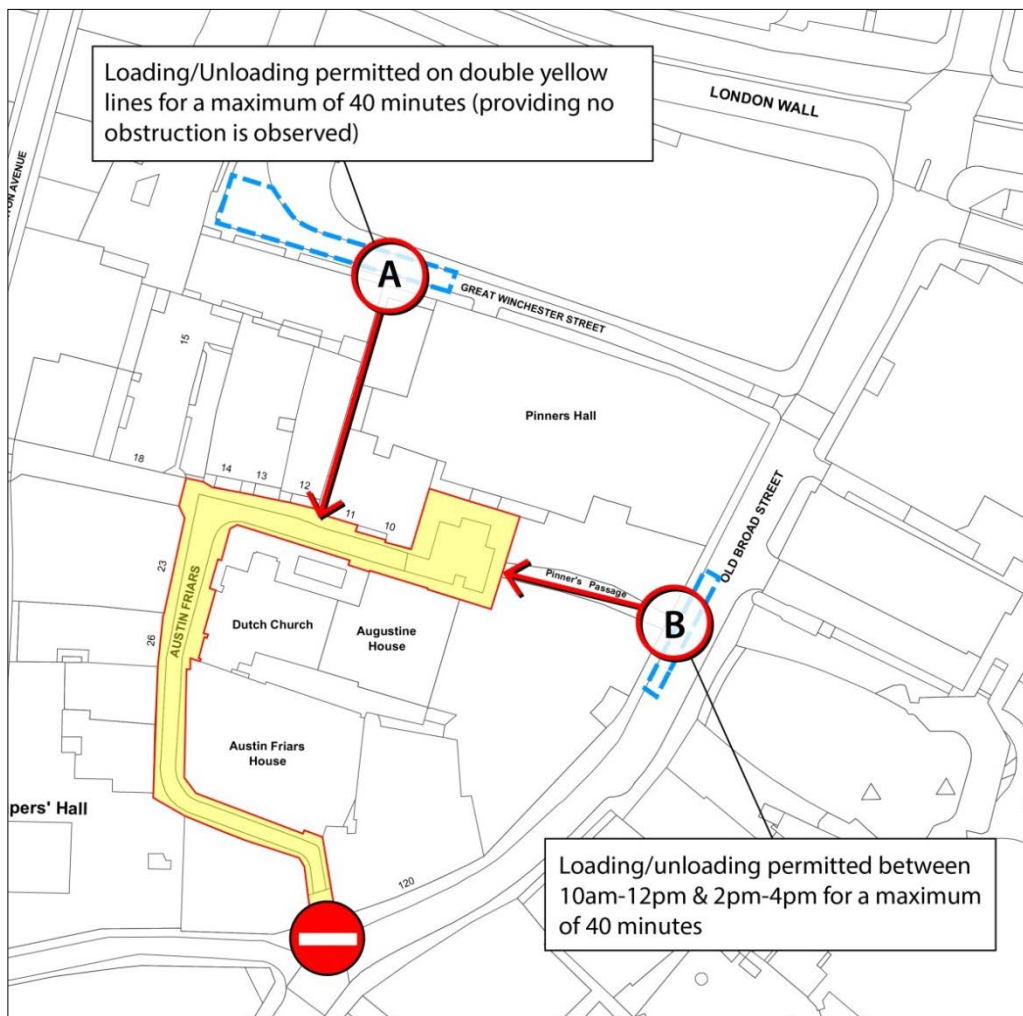 Loading/Unloading permitted on double yellow
lines for a maximum of 40 minutes (providing no
obstruction is observed)
LONDON WALL
AVENUE
A
GREAT WINCHESTER STREET
15
Pinners Hall
18
14
13
12
11
10
OLD BROAD STREET
Pinner's Passage
B
23
AUSTIN FRIARS
26
Dutch Church
Augustine
House
Austin Friars
House
pers' Hall
120
Loading/unloading permitted between
10am-12pm & 2pm-4pm for a maximum
of 40 minutes